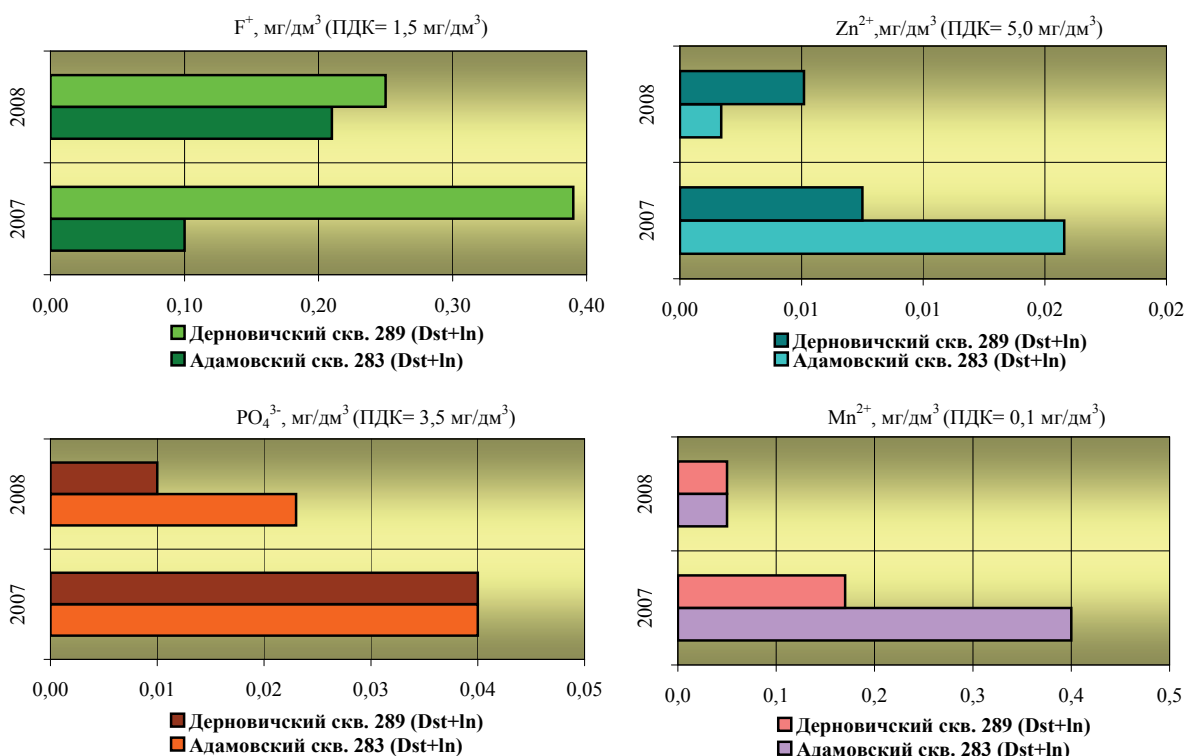 F⁺, мг/дм³ (ПДК= 1,5 мг/дм³)
2008
2007
0,00 0,10 0,20 0,30 0,40
Дерновичский скв. 289 (Dst+ln)
Адамовский скв. 283 (Dst+ln)
Zn²⁺,мг/дм³ (ПДК= 5,0 мг/дм³)
2008
2007
0,00 0,01 0,01 0,02 0,02
Дерновичский скв. 289 (Dst+ln)
Адамовский скв. 283 (Dst+ln)
PO₄³⁻, мг/дм³ (ПДК= 3,5 мг/дм³)
2008
2007
0,00 0,01 0,02 0,03 0,04 0,05
Дерновичский скв. 289 (Dst+ln)
Адамовский скв. 283 (Dst+ln)
Mn²⁺, мг/дм³ (ПДК= 0,1 мг/дм³)
2008
2007
0,0 0,1 0,2 0,3 0,4 0,5
Дерновичский скв. 289 (Dst+ln)
Адамовский скв. 283 (Dst+ln)